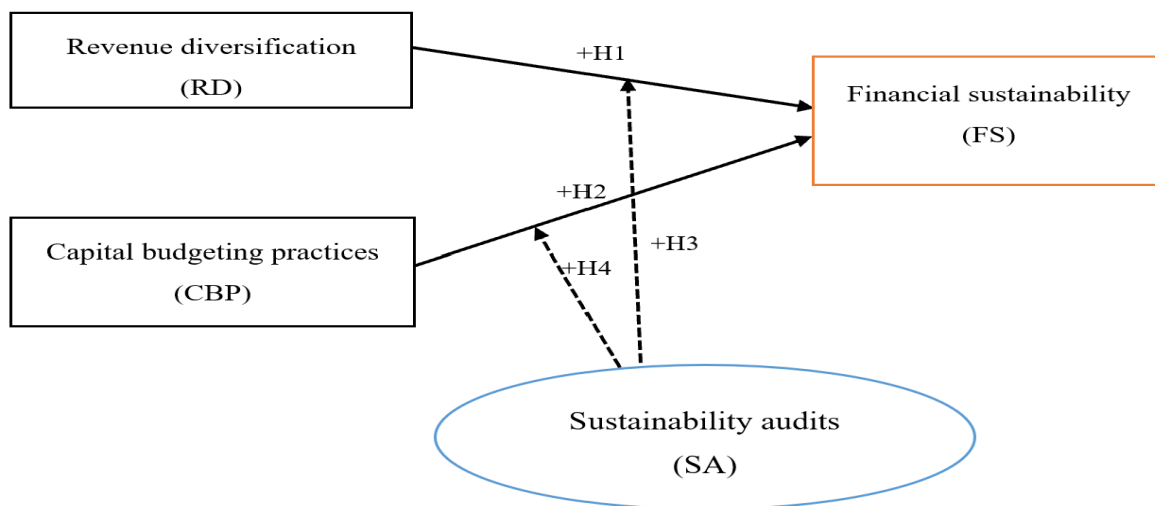 Revenue diversification
(RD)
+H1
Financial sustainability
(FS)
+H2
Capital budgeting practices
(CBP)
+H3
+H4
Sustainability audits
(SA)